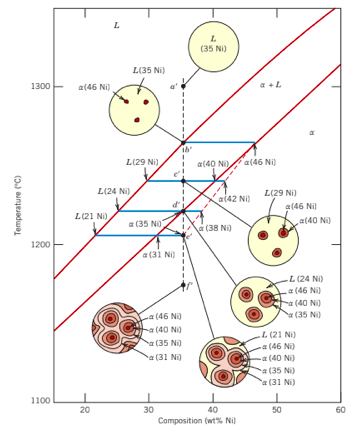 L
L
(35 Ni)
L(35 Ni)
α(46 Ni)
a′
1300
α + L
α
b′
α(46 Ni)
L(29 Ni)
α(40 Ni)
c′
L(24 Ni)
α(42 Ni)
L(29 Ni)
α(46 Ni)
α(40 Ni)
d′
L(21 Ni)
α(35 Ni)
α(38 Ni)
e′
1200
α(31 Ni)
L (24 Ni)
α (46 Ni)
α (40 Ni)
α (35 Ni)
f′
α(46 Ni)
α(40 Ni)
α(35 Ni)
α(31 Ni)
L (21 Ni)
α (46 Ni)
α (40 Ni)
α (35 Ni)
α (31 Ni)
1100
Temperature (°C)
20
30
40
50
60
Composition (wt% Ni)